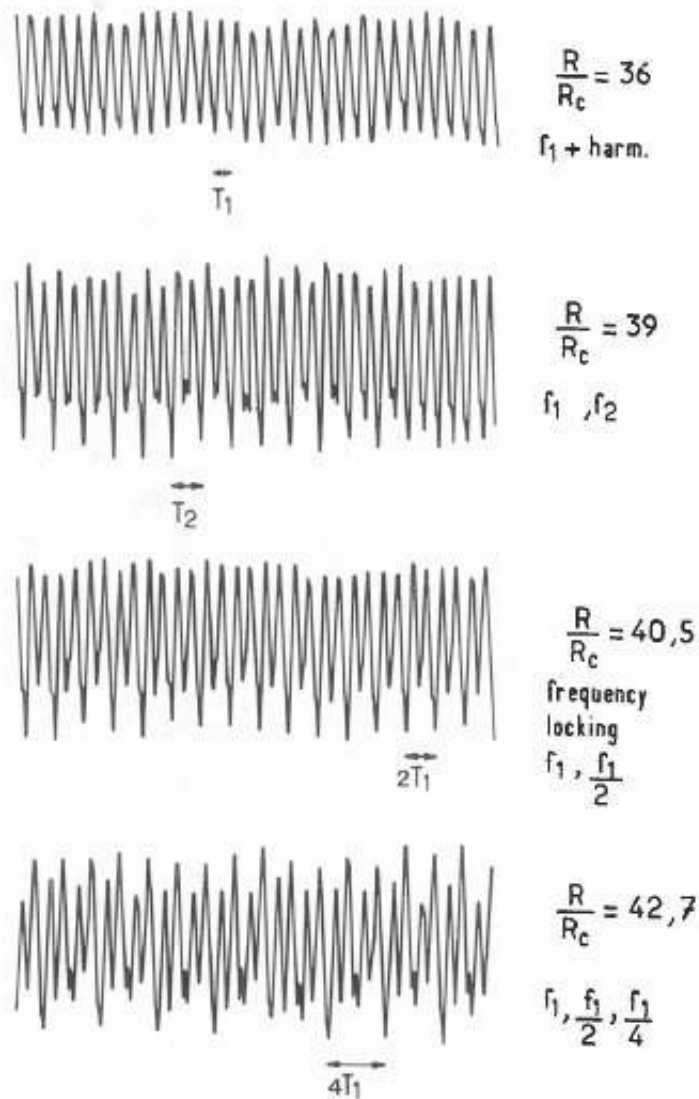 R/Rc = 36
f1 + harm.
T1
R/Rc = 39
f1 , f2
T2
R/Rc = 40,5
frequency
locking
f1, f1/2
2T1
R/Rc = 42,7
f1, f1/2, f1/4
4T1